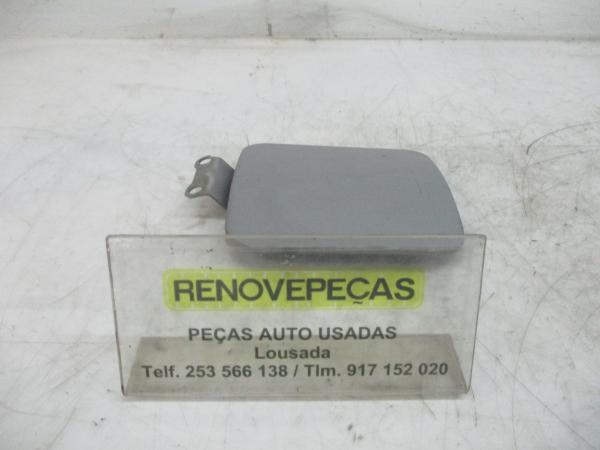 RENOVEPEÇAS
PEÇAS AUTO USADAS
Lousada
Telf. 253 566 138 / Tlm. 917 152 020